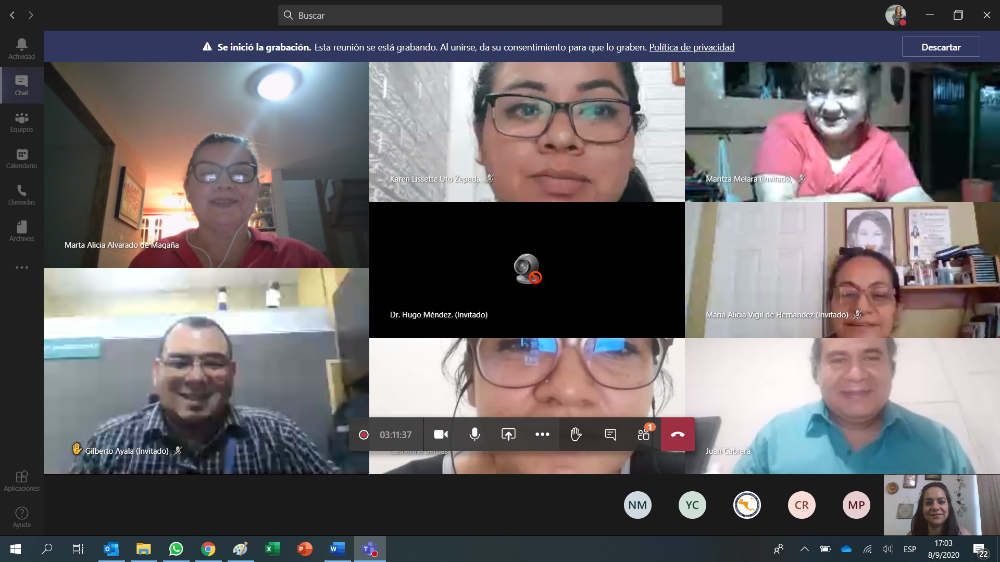 Buscar
Se inició la grabación. Esta reunión se está grabando. Al unirse, da su consentimiento para que lo graben. Política de privacidad
Descartar
Actividad
Chat
Equipos
Calendario
Llamadas
Archivos
Aplicaciones
Ayuda
Karen Lissette Uto Zepeda
Maritza Melara (Invitado)
Marta Alicia Alvarado de Magaña
Dr. Hugo Méndez. (Invitado)
Maria Alicia Vigil de Hernandez (Invitado)
03:11:37
1
Gilberto Ayala (Invitado)
Catherine Serpas
Juan Cabrera
NM
YC
CR
MP
ESP
17:03
8/9/2020
22